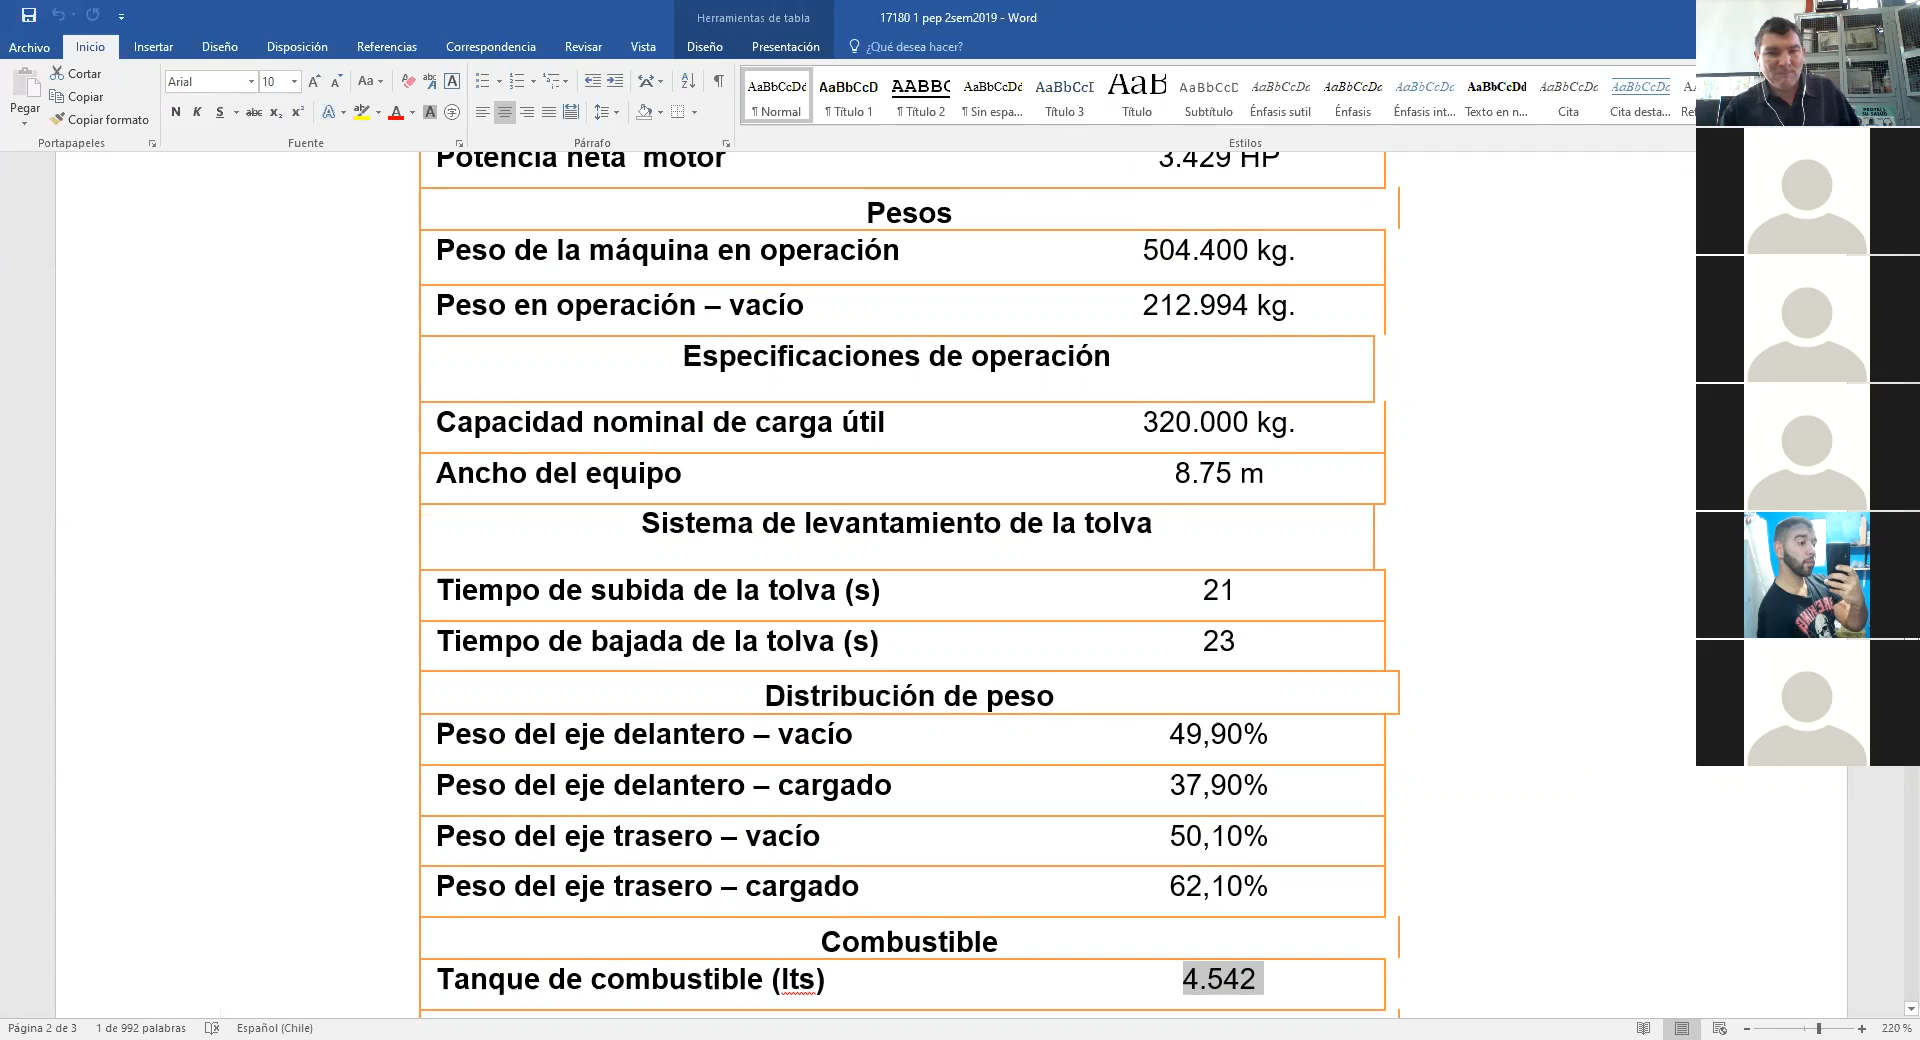 Herramientas de tabla
17180 1 pep 2sem2019 - Word
Archivo Inicio Insertar Diseño Disposición Referencias Correspondencia Revisar Vista Diseño Presentación ¿Qué desea hacer?
Pegar
Cortar
Copiar
Copiar formato
Portapapeles
Arial 10
N K S abc x₂ x²
Fuente
Párrafo
AaBbCcDc AaBbCcD AABBC AaBbCcDd AaBbCcI AaB AaBbCcD AaBbCcDc AaBbCcDc AaBbCcDc AaBbCcDd AaBbCcDc AaBbCcDc
¶ Normal ¶ Título 1 ¶ Título 2 ¶ Sin espa... Título 3 Título Subtítulo Énfasis sutil Énfasis Énfasis int... Texto en n... Cita Cita desta...
Estilos
Potencia neta motor 3.429 HP
Pesos
Peso de la máquina en operación 504.400 kg.
Peso en operación – vacío 212.994 kg.
Especificaciones de operación
Capacidad nominal de carga útil 320.000 kg.
Ancho del equipo 8.75 m
Sistema de levantamiento de la tolva
Tiempo de subida de la tolva (s) 21
Tiempo de bajada de la tolva (s) 23
Distribución de peso
Peso del eje delantero – vacío 49,90%
Peso del eje delantero – cargado 37,90%
Peso del eje trasero – vacío 50,10%
Peso del eje trasero – cargado 62,10%
Combustible
Tanque de combustible (lts) 4.542
Página 2 de 3 1 de 992 palabras Español (Chile) 220 %